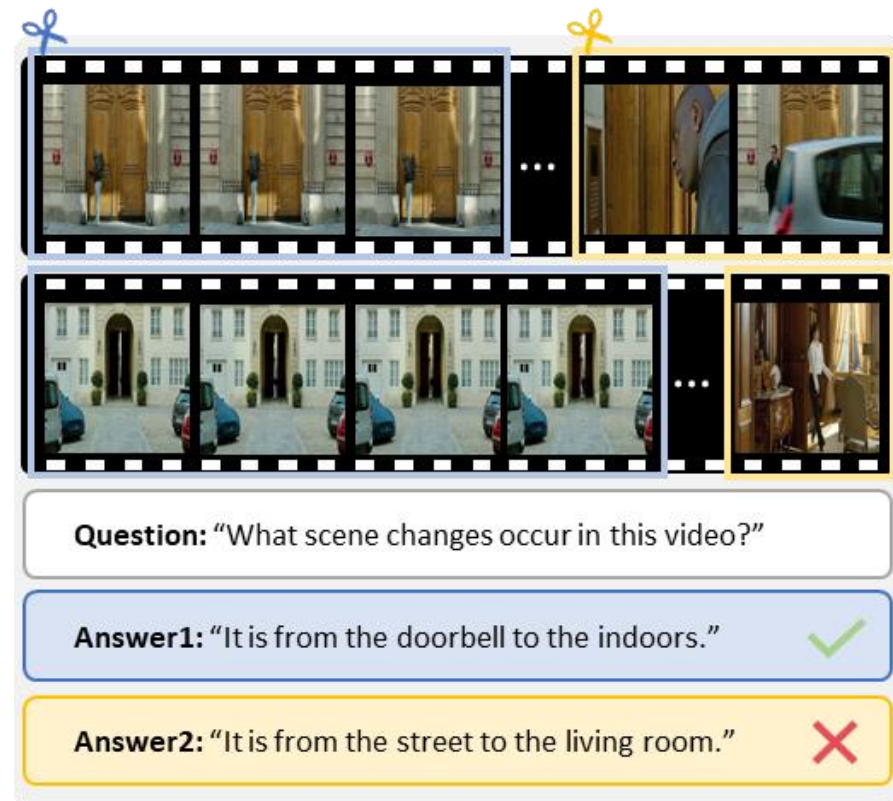 Question: “What scene changes occur in this video?”
Answer1: “It is from the doorbell to the indoors.”
Answer2: “It is from the street to the living room.”